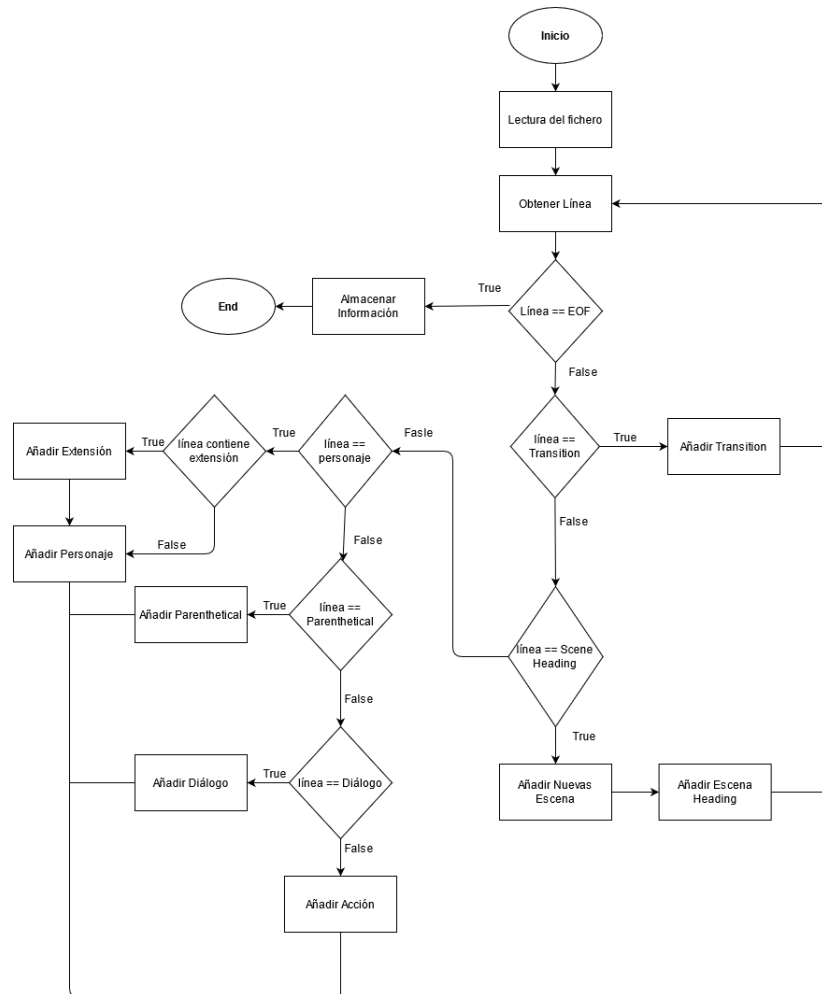 Inicio
Lectura del fichero
Obtener Línea
Línea == EOF
True
Almacenar
Información
End
False
línea ==
Transition
True
Añadir Transition
False
línea == Scene
Heading
Fasle
True
Añadir Nuevas
Escena
Añadir Escena
Heading
línea ==
personaje
True
línea contiene
extensión
True
Añadir Extensión
False
Añadir Personaje
False
línea ==
Parenthetical
True
Añadir Parenthetical
False
línea == Diálogo
True
Añadir Diálogo
False
Añadir Acción